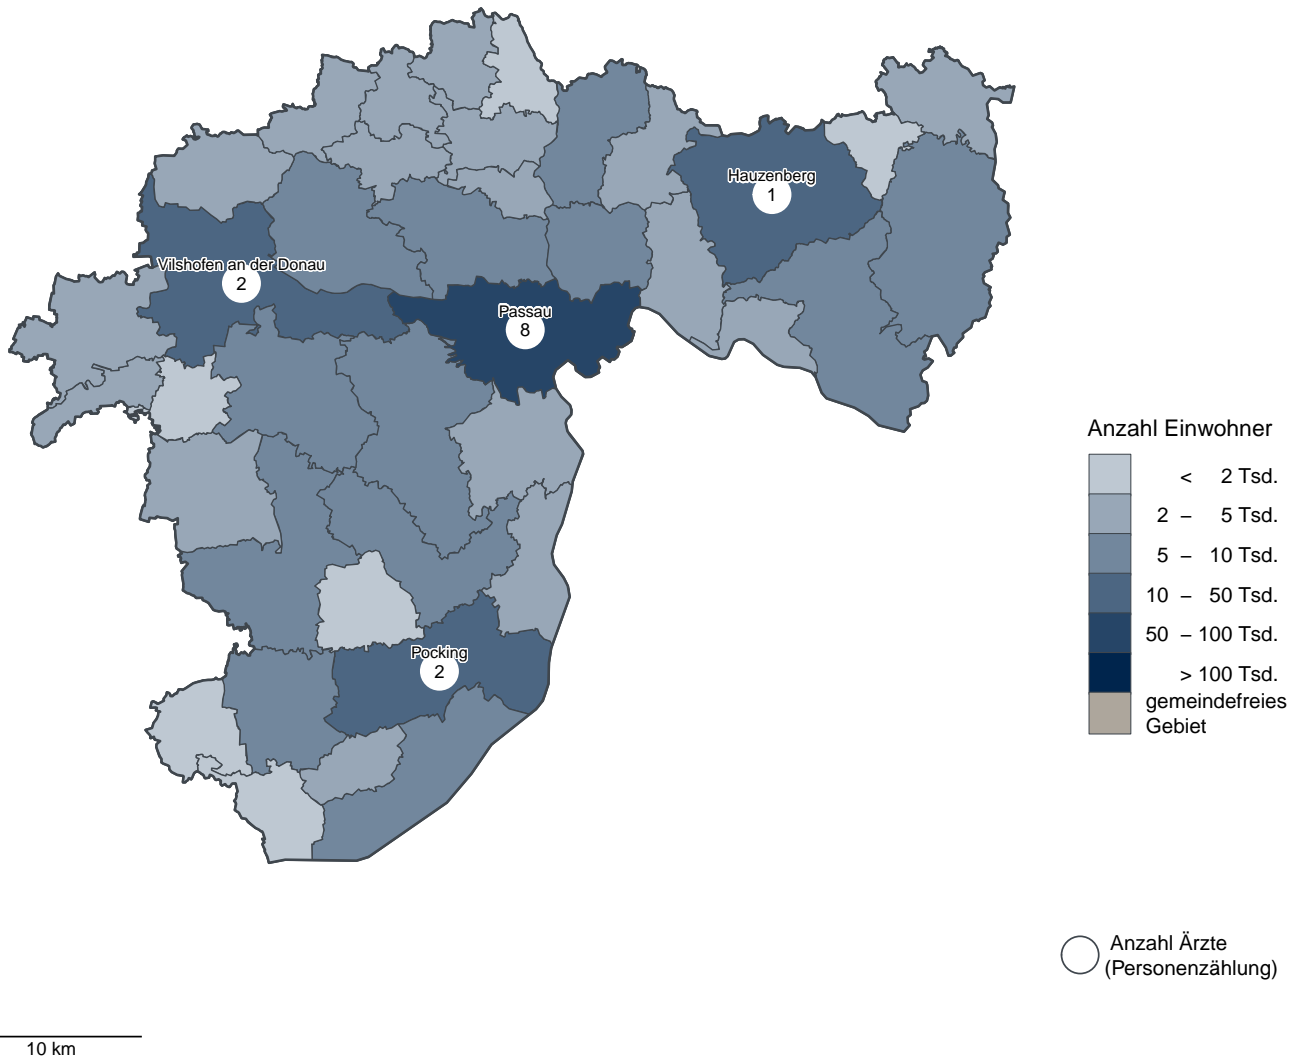 Hauzenberg
1
Vilshofen an der Donau
2
Passau
8
Pocking
2
Anzahl Einwohner
< 2 Tsd.
2 – 5 Tsd.
5 – 10 Tsd.
10 – 50 Tsd.
50 – 100 Tsd.
> 100 Tsd.
gemeindefreies
Gebiet
Anzahl Ärzte
(Personenzählung)
10 km